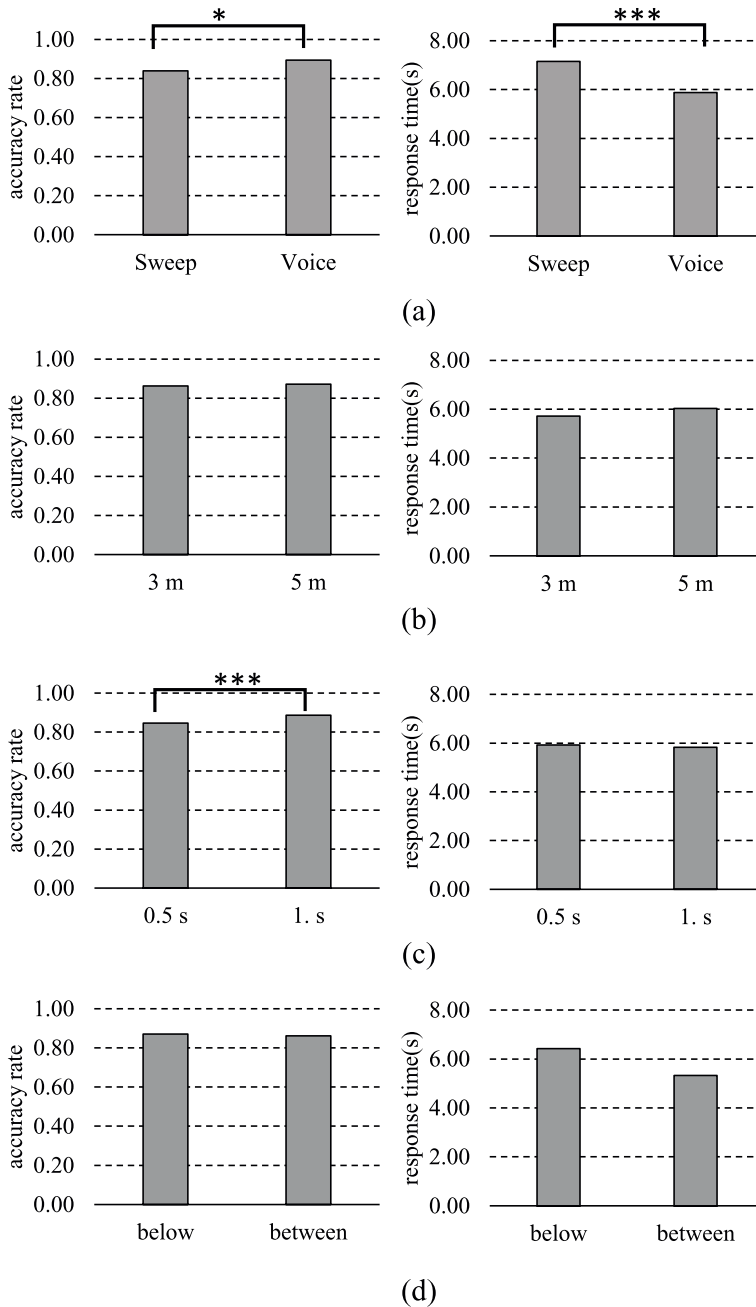 *
accuracy rate
1.00
0.80
0.60
0.40
0.20
0.00
Sweep Voice
***
response time(s)
8.00
6.00
4.00
2.00
0.00
Sweep Voice
(a)
accuracy rate
1.00
0.80
0.60
0.40
0.20
0.00
3 m 5 m
response time(s)
8.00
6.00
4.00
2.00
0.00
3 m 5 m
(b)
***
accuracy rate
1.00
0.80
0.60
0.40
0.20
0.00
0.5 s 1. s
response time(s)
8.00
6.00
4.00
2.00
0.00
0.5 s 1. s
(c)
accuracy rate
1.00
0.80
0.60
0.40
0.20
0.00
below between
response time(s)
8.00
6.00
4.00
2.00
0.00
below between
(d)